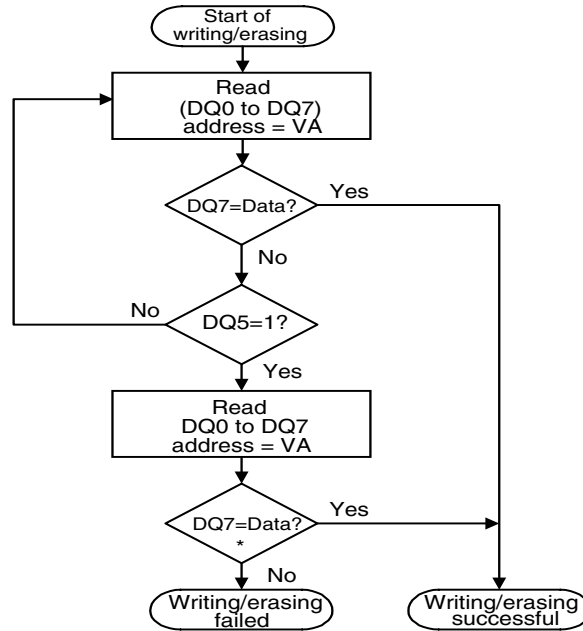 Start of
writing/erasing
Read
(DQ0 to DQ7)
address = VA
DQ7=Data?
Yes
No
No
DQ5=1?
Yes
Read
DQ0 to DQ7
address = VA
DQ7=Data?
*
Yes
No
Writing/erasing
failed
Writing/erasing
successful